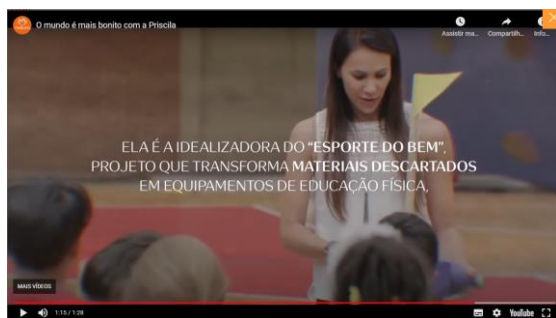 O mundo é mais bonito com a Priscila
Assistir ma... Compartilh... Info...
ELA É A IDEALIZADORA DO “ESPORTE DO BEM”,
PROJETO QUE TRANSFORMA MATERIAIS DESCARTADOS
EM EQUIPAMENTOS DE EDUCAÇÃO FÍSICA,
MAIS VÍDEOS
1:15 / 1:28
YouTube